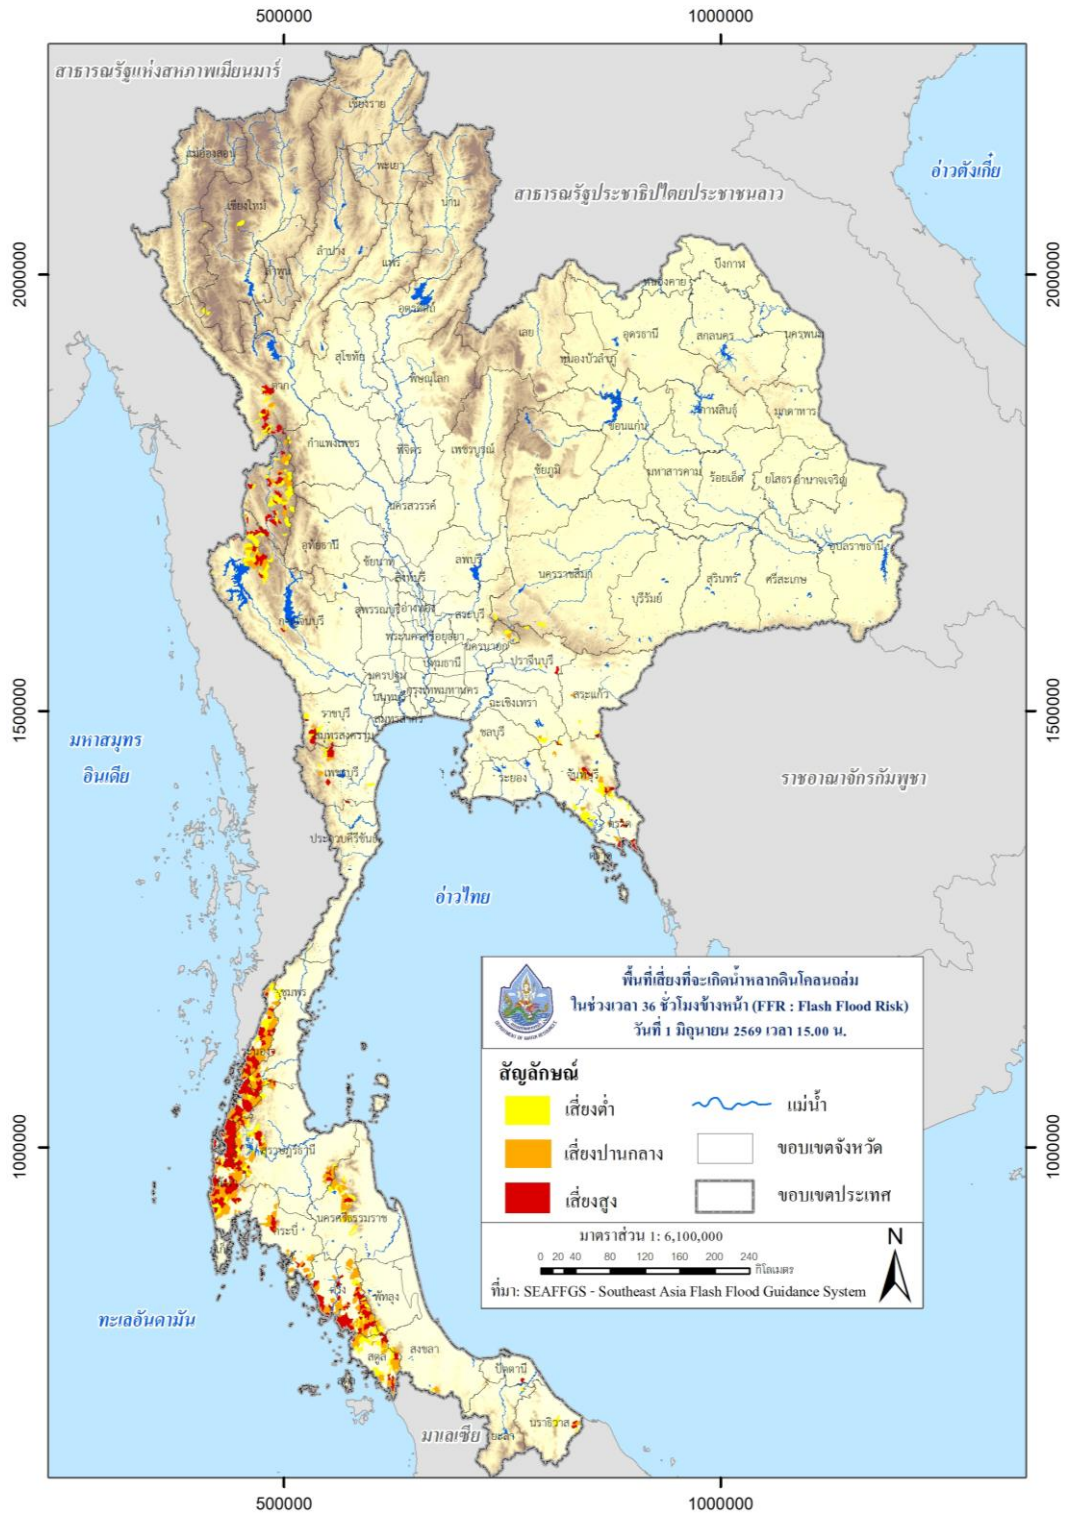 500000
1000000
สาธารณรัฐแห่งสหภาพเมียนมาร์
เชียงราย
แม่ฮ่องสอน
พะเยา
อ่าวตังเกี๋ย
สาธารณรัฐประชาธิปไตยประชาชนลาว
เชียงใหม่
น่าน
ลำปาง
แพร่
ลำพูน
บึงกาฬ
2000000
2000000
หนองคาย
อุตรดิตถ์
เลย
อุดรธานี
สกลนคร
นครพนม
สุโขทัย
หนองบัวลำภู
ตาก
พิษณุโลก
กาฬสินธุ์
มุกดาหาร
ขอนแก่น
กำแพงเพชร
พิจิตร
เพชรบูรณ์
ชัยภูมิ
มหาสารคาม
ร้อยเอ็ด
ยโสธร
อำนาจเจริญ
นครสวรรค์
อุทัยธานี
อุบลราชธานี
ชัยนาท
ลพบุรี
นครราชสีมา
สิงห์บุรี
สุรินทร์
ศรีสะเกษ
บุรีรัมย์
สุพรรณบุรี
อ่างทอง
สระบุรี
กาญจนบุรี
พระนครศรีอยุธยา
นครนายก
ปทุมธานี
ปราจีนบุรี
นครปฐม
นนทบุรี
กรุงเทพมหานคร
สระแก้ว
ฉะเชิงเทรา
1500000
1500000
ราชบุรี
สมุทรสาคร
สมุทรสงคราม
ชลบุรี
มหาสมุทร
อินเดีย
เพชรบุรี
ระยอง
จันทบุรี
ราชอาณาจักรกัมพูชา
ตราด
ประจวบคีรีขันธ์
อ่าวไทย
ชุมพร
ระนอง
พื้นที่เสี่ยงที่จะเกิดน้ำหลากดินโคลนถล่ม
ในช่วงเวลา 36 ชั่วโมงข้างหน้า (FFR : Flash Flood Risk)
วันที่ 1 มิถุนายน 2569 เวลา 15.00 น.
สัญลักษณ์
เสี่ยงต่ำ
แม่น้ำ
เสี่ยงปานกลาง
ขอบเขตจังหวัด
เสี่ยงสูง
ขอบเขตประเทศ
มาตราส่วน 1: 6,100,000
N
0 20 40 80 120 160 200 240
กิโลเมตร
ที่มา: SEAFFGS - Southeast Asia Flash Flood Guidance System
1000000
1000000
สุราษฎร์ธานี
นครศรีธรรมราช
กระบี่
ตรัง
พัทลุง
ทะเลอันดามัน
สตูล
สงขลา
ปัตตานี
นราธิวาส
ยะลา
มาเลเซีย
500000
1000000